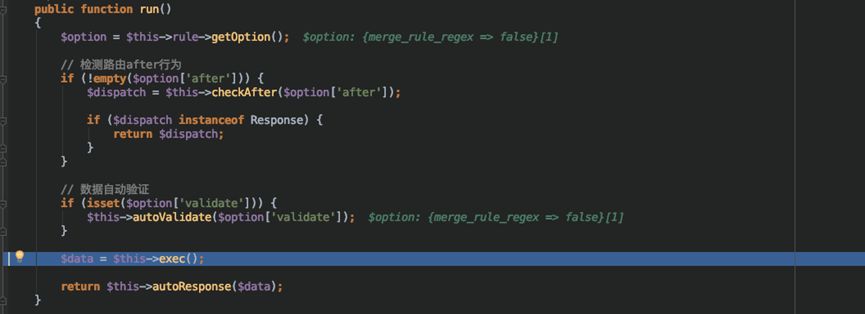 public function run()
{
$option = $this->rule->getOption();  $option: {merge_rule_regex => false}[1]
// 检测路由after行为
if (!empty($option['after'])) {
$dispatch = $this->checkAfter($option['after']);
if ($dispatch instanceof Response) {
return $dispatch;
}
}
// 数据自动验证
if (isset($option['validate'])) {
$this->autoValidate($option['validate']);  $option: {merge_rule_regex => false}[1]
}
$data = $this->exec();
return $this->autoResponse($data);
}